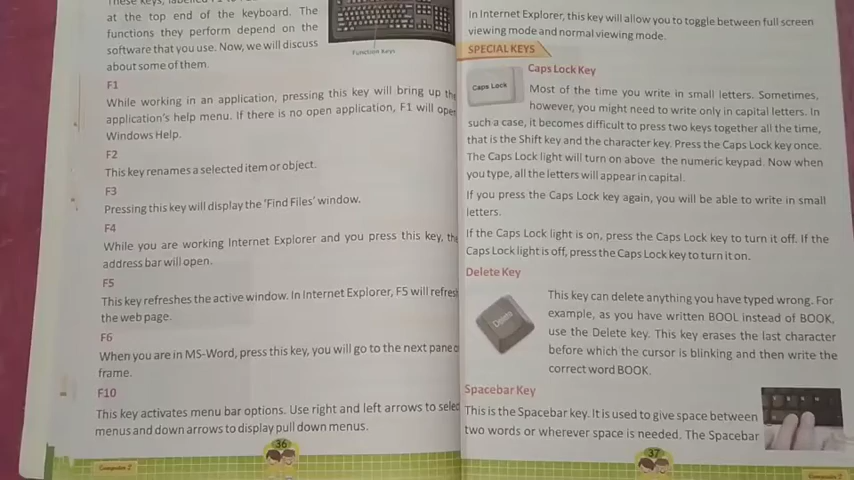 These keys, labelled F1 to
at the top end of the keyboard. The
functions they perform depend on the
software that you use. Now, we will discuss
about some of them.
Function Keys
F1
While working in an application, pressing this key will bring up the
application's help menu. If there is no open application, F1 will open
Windows Help.
F2
This key renames a selected item or object.
F3
Pressing this key will display the 'Find Files' window.
F4
While you are working Internet Explorer and you press this key, the
address bar will open.
F5
This key refreshes the active window. In Internet Explorer, F5 will refresh
the web page.
F6
When you are in MS-Word, press this key, you will go to the next pane o
frame.
F10
This key activates menu bar options. Use right and left arrows to select
menus and down arrows to display pull down menus.
36
Computer 2
In Internet Explorer, this key will allow you to toggle between full screen
viewing mode and normal viewing mode.
SPECIAL KEYS
Caps Lock Key
Caps Lock
Most of the time you write in small letters. Sometimes,
however, you might need to write only in capital letters. In
such a case, it becomes difficult to press two keys together all the time,
that is the Shift key and the character key. Press the Caps Lock key once.
The Caps Lock light will turn on above the numeric keypad. Now when
you type, all the letters will appear in capital.
If you press the Caps Lock key again, you will be able to write in small
letters.
If the Caps Lock light is on, press the Caps Lock key to turn it off. If the
Caps Lock light is off, press the Caps Lock key to turn it on.
Delete Key
Delete
This key can delete anything you have typed wrong. For
example, as you have written BOOL instead of BOOK,
use the Delete key. This key erases the last character
before which the cursor is blinking and then write the
correct word BOOK.
Spacebar Key
This is the Spacebar key. It is used to give space between
two words or wherever space is needed. The Spacebar
37
Computer 2